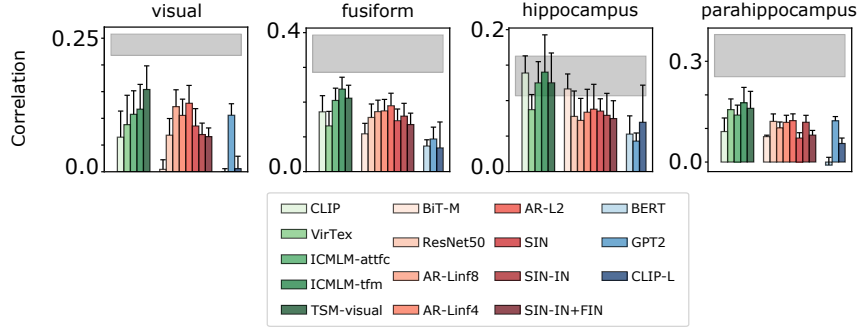 visual fusiform hippocampus parahippocampus
Correlation
0.25
0.0
0.4
0.0
0.2
0.0
0.3
0.0
CLIP BiT-M AR-L2 BERT
VirTex ResNet50 SIN GPT2
ICMLM-attfc AR-Linf8 SIN-IN CLIP-L
ICMLM-tfm AR-Linf4 SIN-IN+FIN
TSM-visual